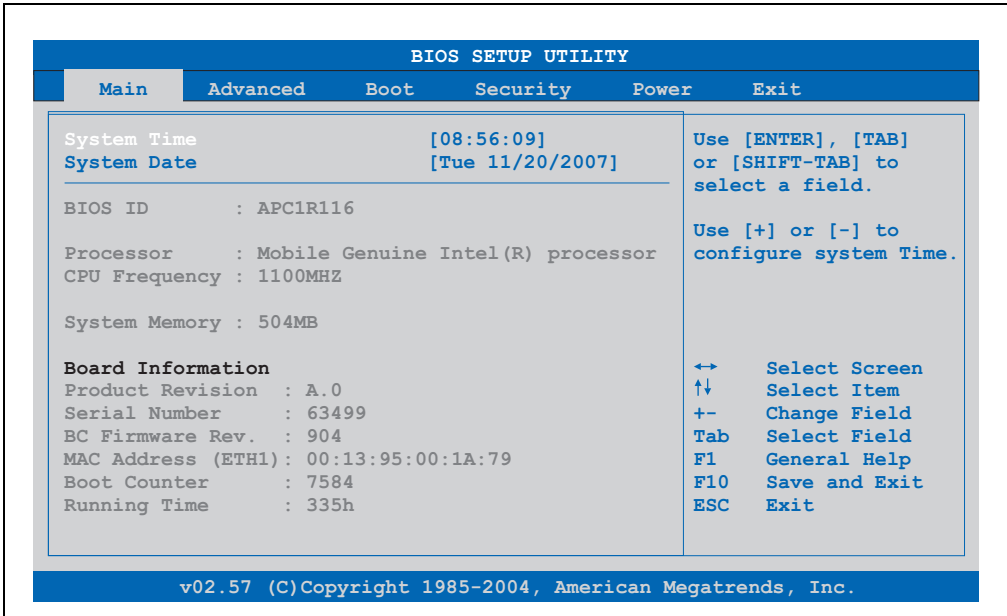 BIOS SETUP UTILITY
Main Advanced Boot Security Power Exit
System Time [08:56:09]
System Date [Tue 11/20/2007]
BIOS ID : APC1R116
Processor : Mobile Genuine Intel(R) processor
CPU Frequency : 1100MHZ
System Memory : 504MB
Board Information
Product Revision : A.0
Serial Number : 63499
BC Firmware Rev. : 904
MAC Address (ETH1): 00:13:95:00:1A:79
Boot Counter : 7584
Running Time : 335h
Use [ENTER], [TAB]
or [SHIFT-TAB] to
select a field.
Use [+] or [-] to
configure system Time.
↔ Select Screen
↑↓ Select Item
+- Change Field
Tab Select Field
F1 General Help
F10 Save and Exit
ESC Exit
v02.57 (C)Copyright 1985-2004, American Megatrends, Inc.